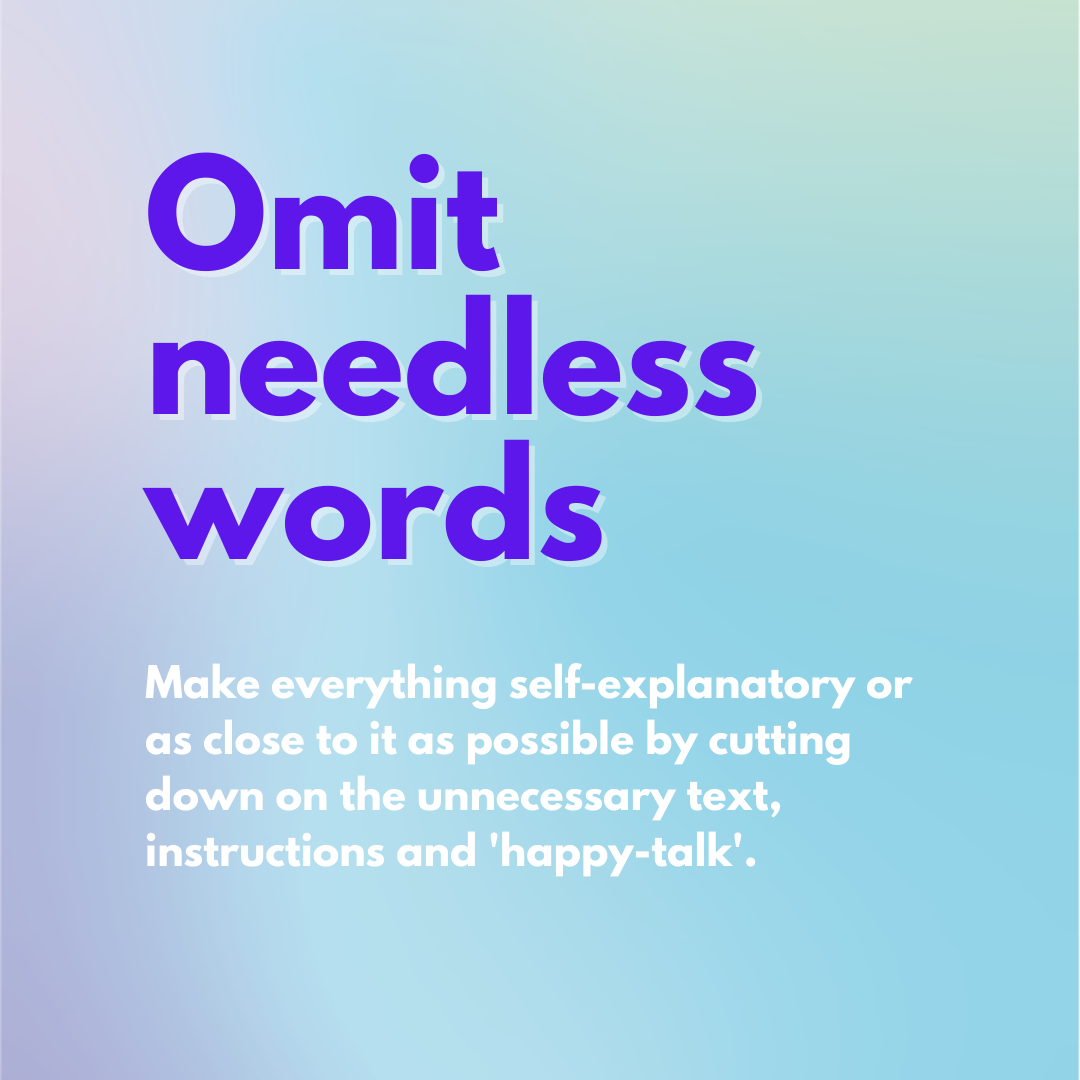 Omit
needless
words
Make everything self-explanatory or
as close to it as possible by cutting
down on the unnecessary text,
instructions and 'happy-talk'.